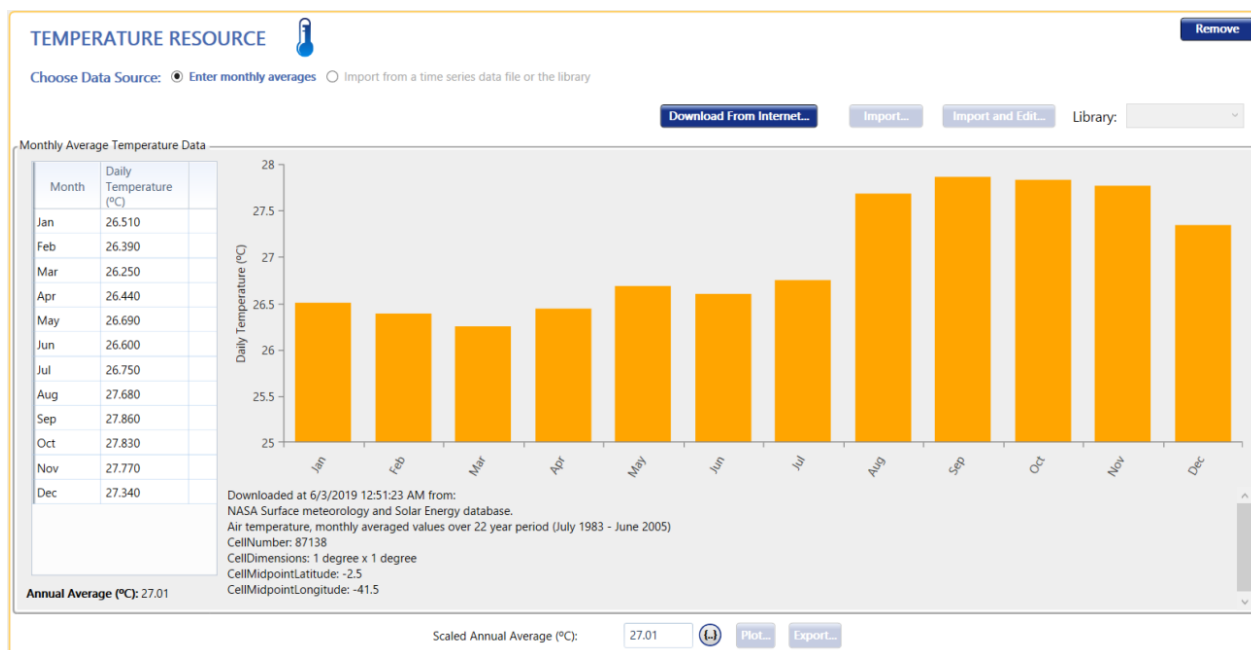 TEMPERATURE RESOURCE
Remove
Choose Data Source: Enter monthly averages Import from a time series data file or the library
Download From Internet... Import... Import and Edit... Library:
Monthly Average Temperature Data
Month Daily Temperature (ºC)
Jan 26.510
Feb 26.390
Mar 26.250
Apr 26.440
May 26.690
Jun 26.600
Jul 26.750
Aug 27.680
Sep 27.860
Oct 27.830
Nov 27.770
Dec 27.340
Annual Average (ºC): 27.01
Daily Temperature (ºC)
28
27.5
27
26.5
26
25.5
25
Jan Feb Mar Apr May Jun Jul Aug Sep Oct Nov Dec
Downloaded at 6/3/2019 12:51:23 AM from:
NASA Surface meteorology and Solar Energy database.
Air temperature, monthly averaged values over 22 year period (July 1983 - June 2005)
CellNumber: 87138
CellDimensions: 1 degree x 1 degree
CellMidpointLatitude: -2.5
CellMidpointLongitude: -41.5
Scaled Annual Average (ºC): 27.01 {..} Plot... Export...